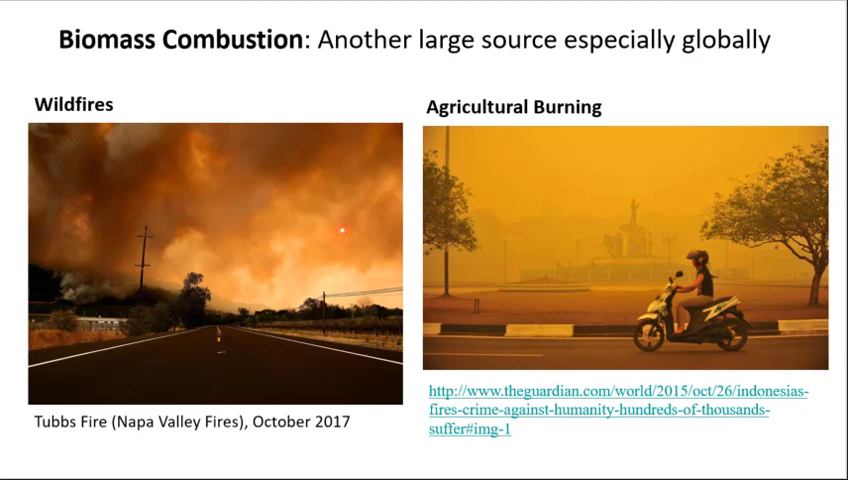 Biomass Combustion: Another large source especially globally
Wildfires
Agricultural Burning
Tubbs Fire (Napa Valley Fires), October 2017
http://www.theguardian.com/world/2015/oct/26/indonesias-
fires-crime-against-humanity-hundreds-of-thousands-
suffer#img-1